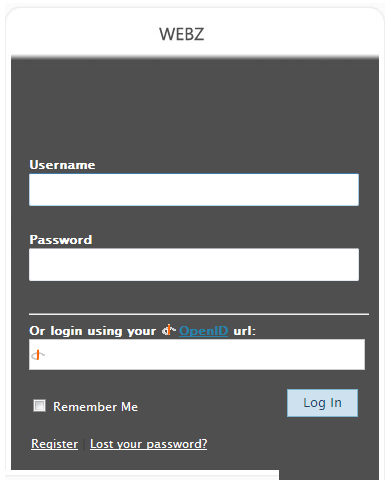 WEBZ
Username
Password
Or login using your OpenID url:
Remember Me
Log In
Register | Lost your password?